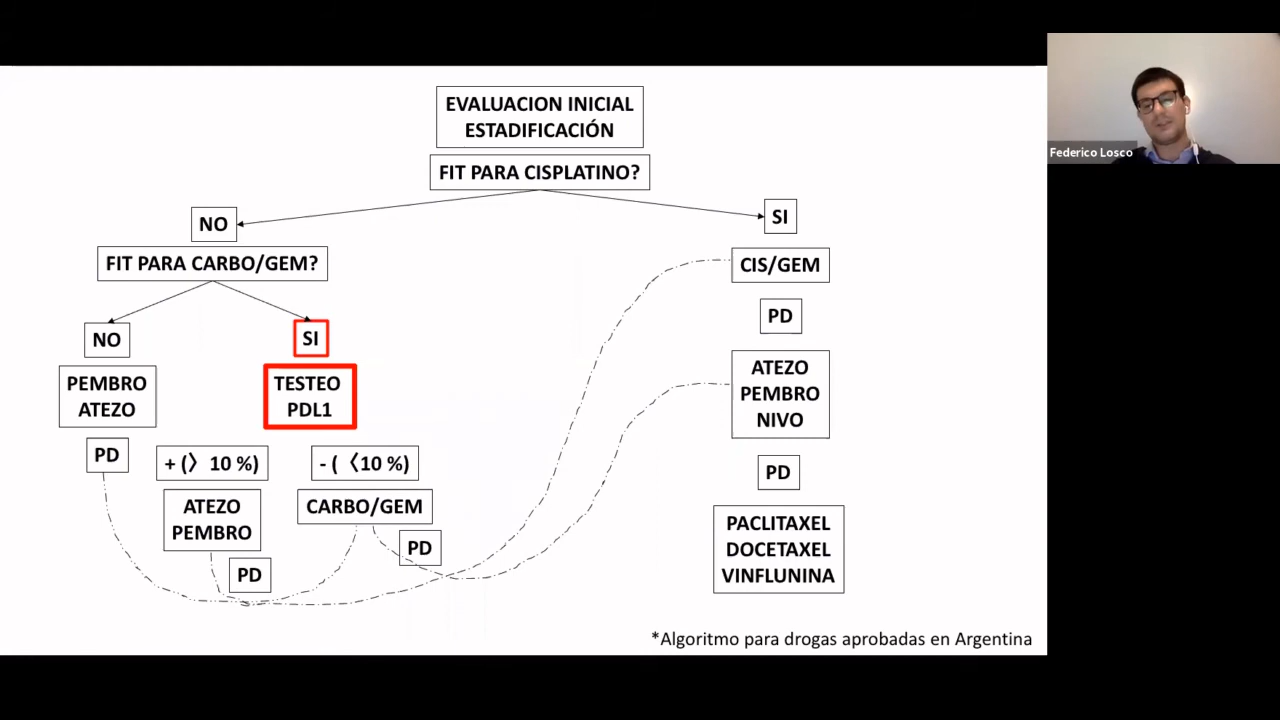 EVALUACION INICIAL
ESTADIFICACIÓN
FIT PARA CISPLATINO?
NO
SI
FIT PARA CARBO/GEM?
CIS/GEM
PD
NO
SI
PEMBRO
ATEZO
TESTEO
PDL1
ATEZO
PEMBRO
NIVO
PD
+ (〉 10 %)
- ( 〈10 %)
PD
ATEZO
PEMBRO
CARBO/GEM
PD
PD
PACLITAXEL
DOCETAXEL
VINFLUNINA
*Algoritmo para drogas aprobadas en Argentina
Federico Losco